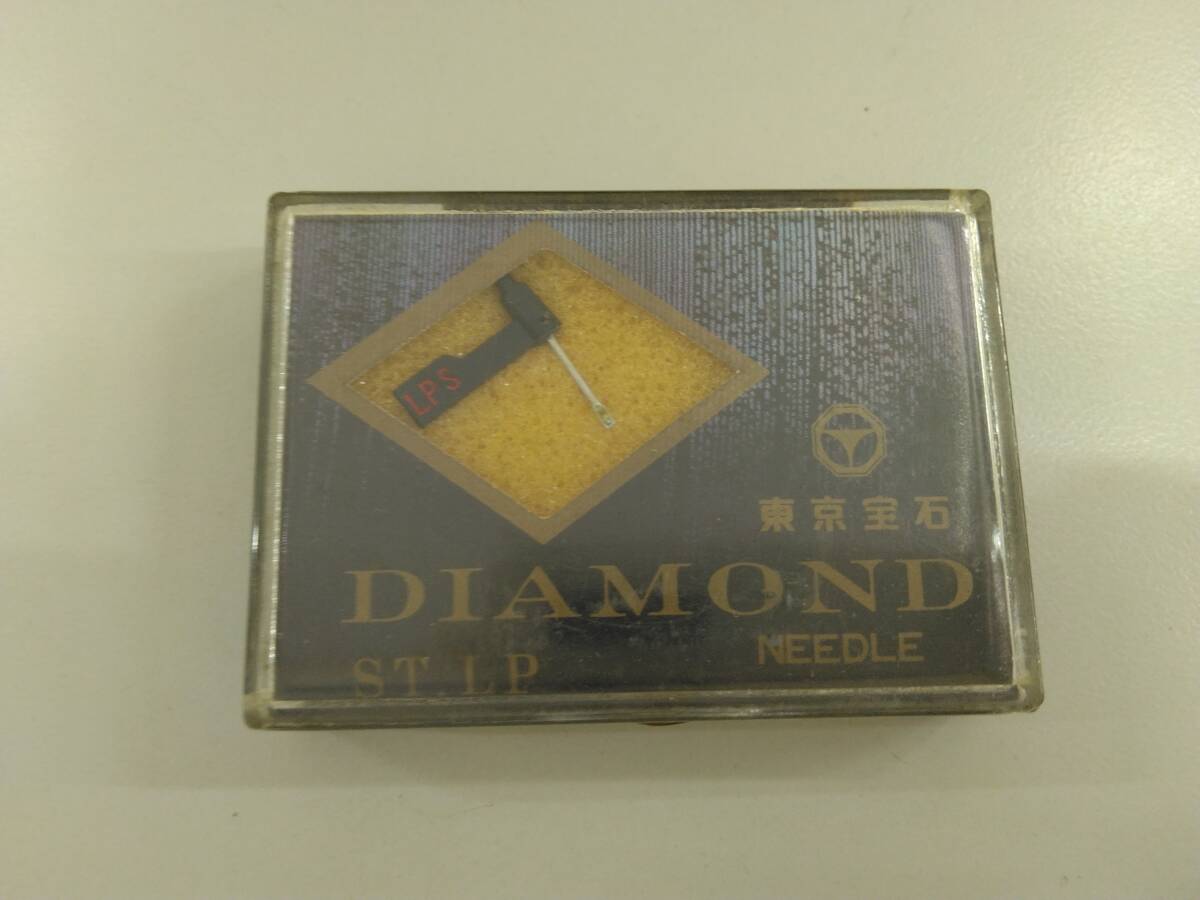 LPS
東京宝石
DIAMOND
NEEDLE
ST.LP